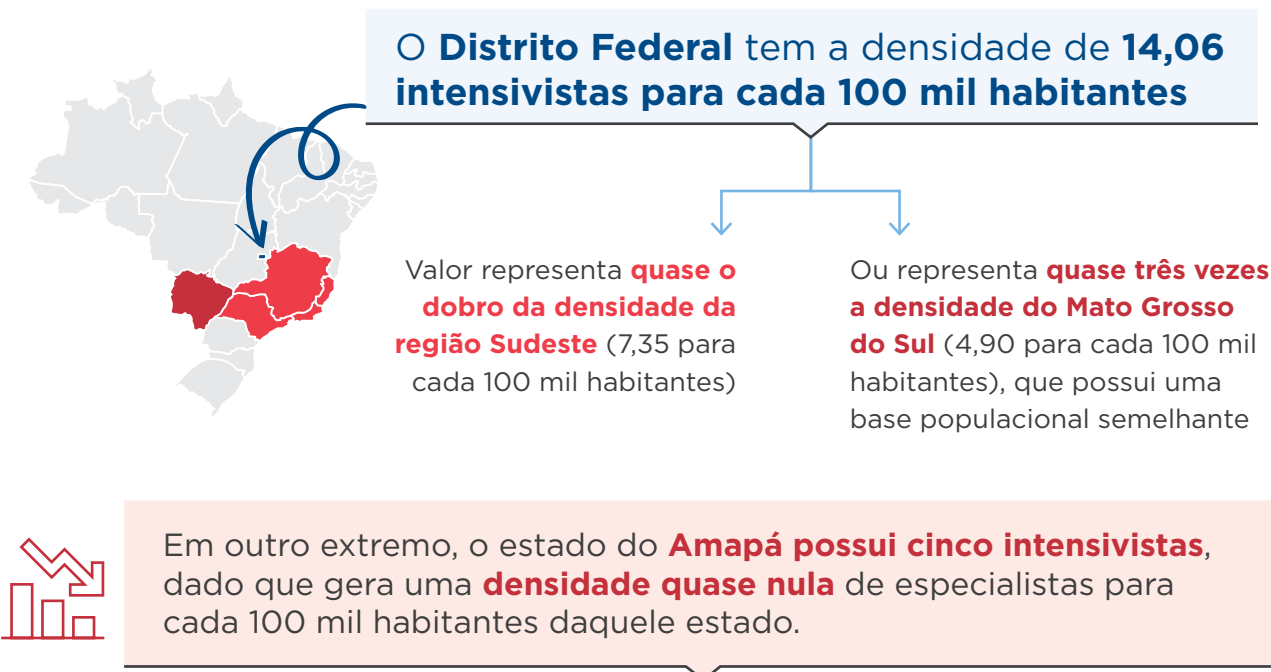 O Distrito Federal tem a densidade de 14,06
intensivistas para cada 100 mil habitantes
Valor representa quase o
dobro da densidade da
região Sudeste (7,35 para
cada 100 mil habitantes)
Ou representa quase três vezes
a densidade do Mato Grosso
do Sul (4,90 para cada 100 mil
habitantes), que possui uma
base populacional semelhante
Em outro extremo, o estado do Amapá possui cinco intensivistas,
dado que gera uma densidade quase nula de especialistas para
cada 100 mil habitantes daquele estado.